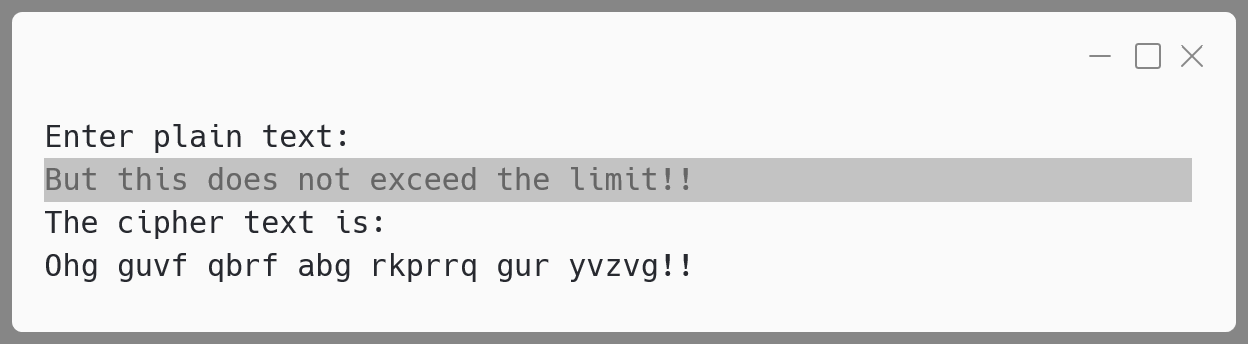 Enter plain text:
But this does not exceed the limit!!
The cipher text is:
Ohg guvf qbrf abg rkprrq gur yvzvg!!